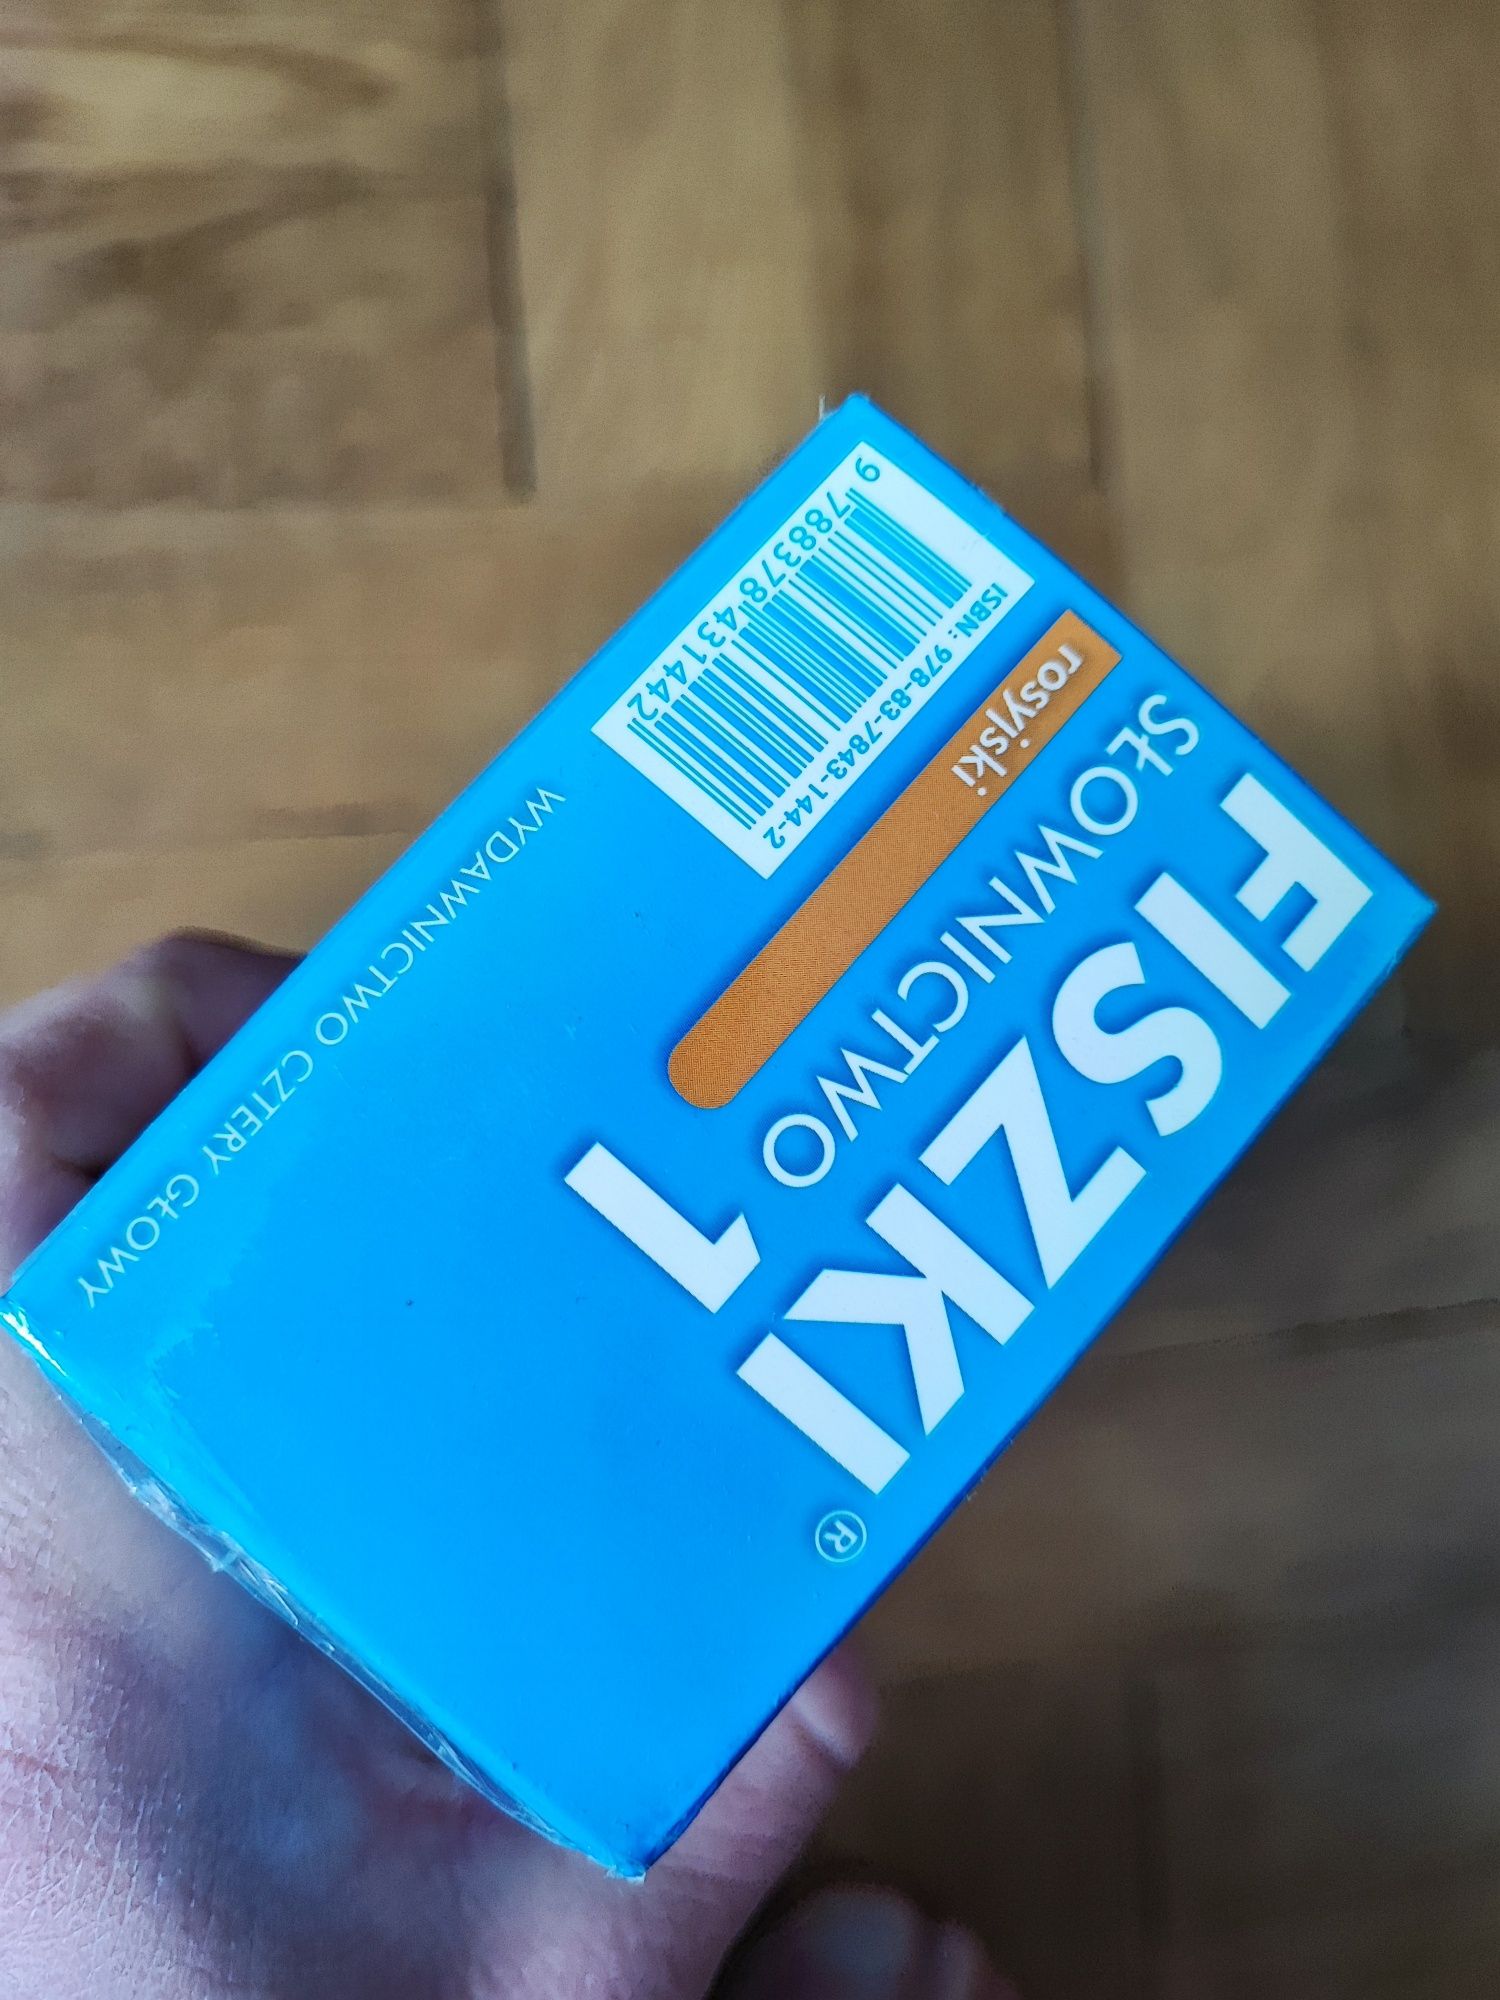 FISZKI ®
SŁOWNICTWO 1
rosyjski
ISBN: 978-83-7843-144-2
9 788378 431442
WYDAWNICTWO CZTERY GŁOWY